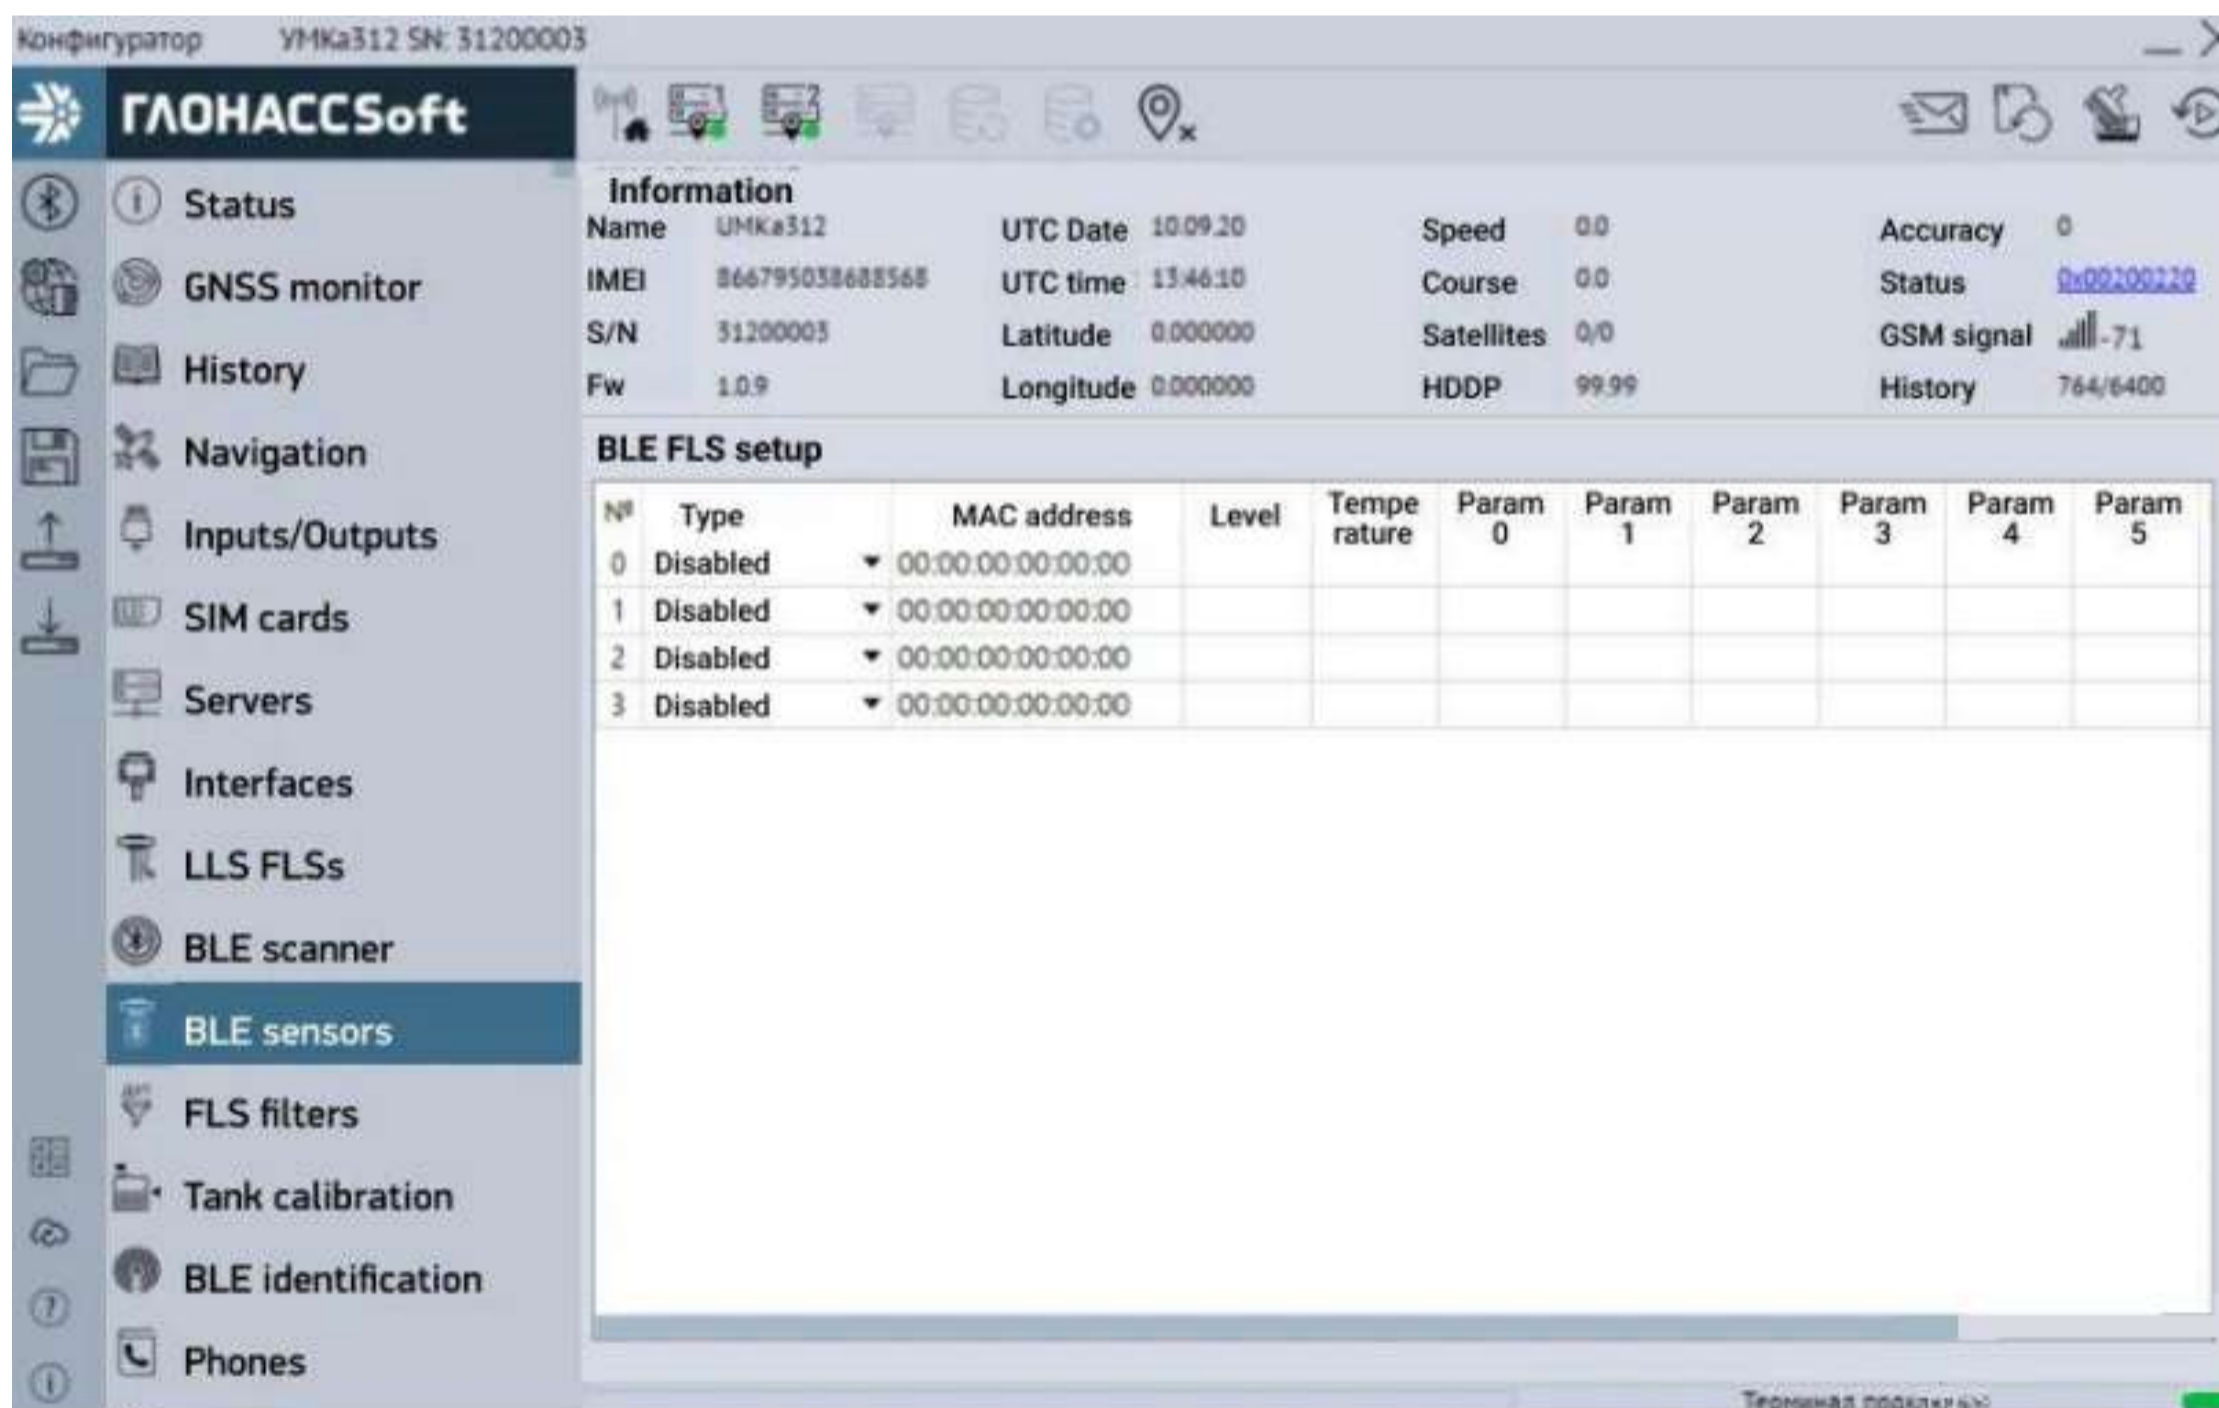 Конфигуратор УМКа312 SN: 31200003
ГЛОНАССSoft
Status
GNSS monitor
History
Navigation
Inputs/Outputs
SIM cards
Servers
Interfaces
LLS FLSs
BLE scanner
BLE sensors
FLS filters
Tank calibration
BLE identification
Phones
1 2
Information
Name UMKa312 UTC Date 10.09.20 Speed 0.0 Accuracy 0
IMEI 866795038688568 UTC time 13:46:10 Course 0.0 Status 0x00200220
S/N 31200003 Latitude 0.000000 Satellites 0/0 GSM signal -71
Fw 1.0.9 Longitude 0.000000 HDDP 99.99 History 764/6400
BLE FLS setup
№ Type MAC address Level Tempe rature Param 0 Param 1 Param 2 Param 3 Param 4 Param 5
0 Disabled 00:00:00:00:00:00
1 Disabled 00:00:00:00:00:00
2 Disabled 00:00:00:00:00:00
3 Disabled 00:00:00:00:00:00
Терминал